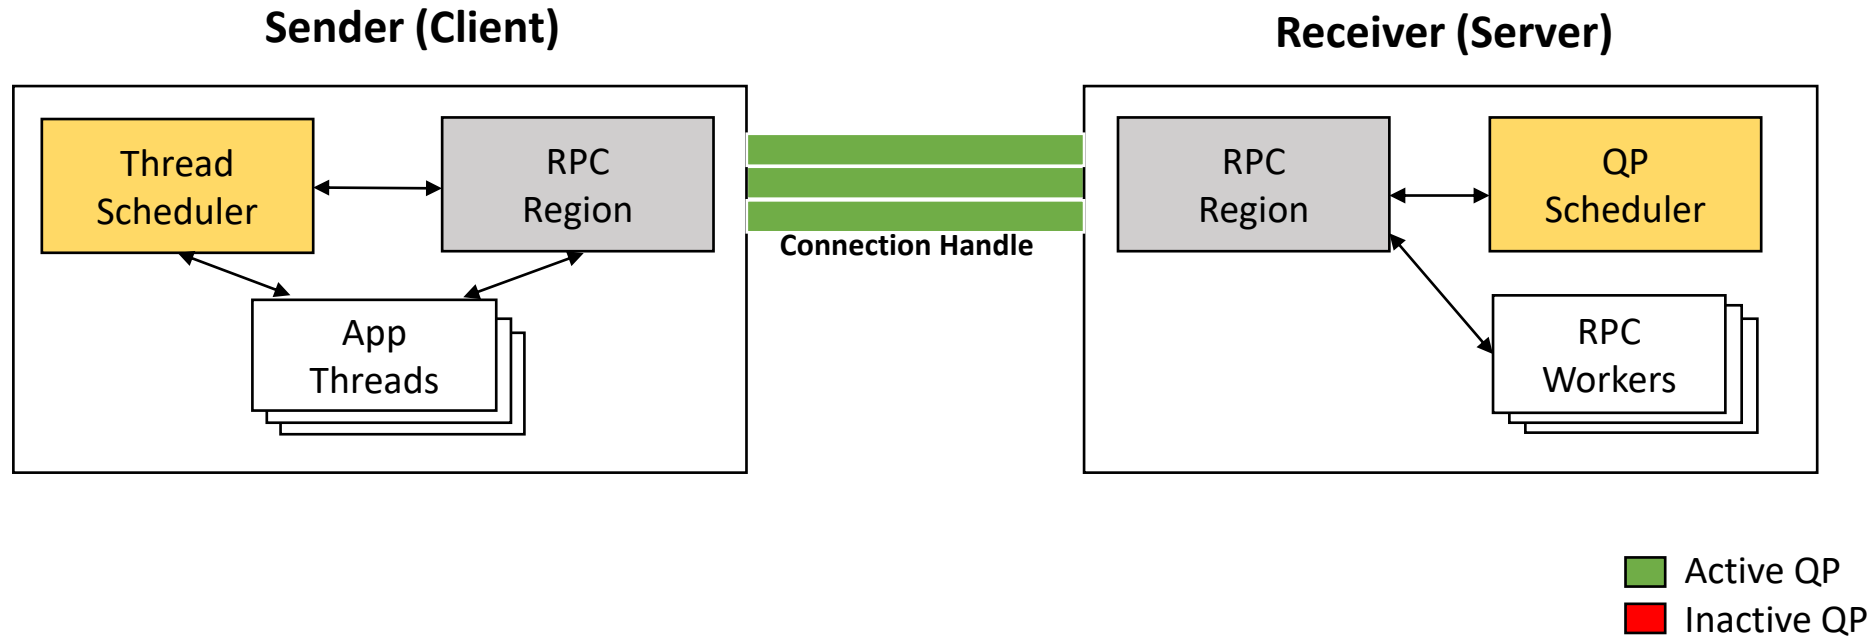 Sender (Client)
Receiver (Server)
Thread
Scheduler
RPC
Region
App
Threads
Connection Handle
RPC
Region
QP
Scheduler
RPC
Workers
Active QP
Inactive QP